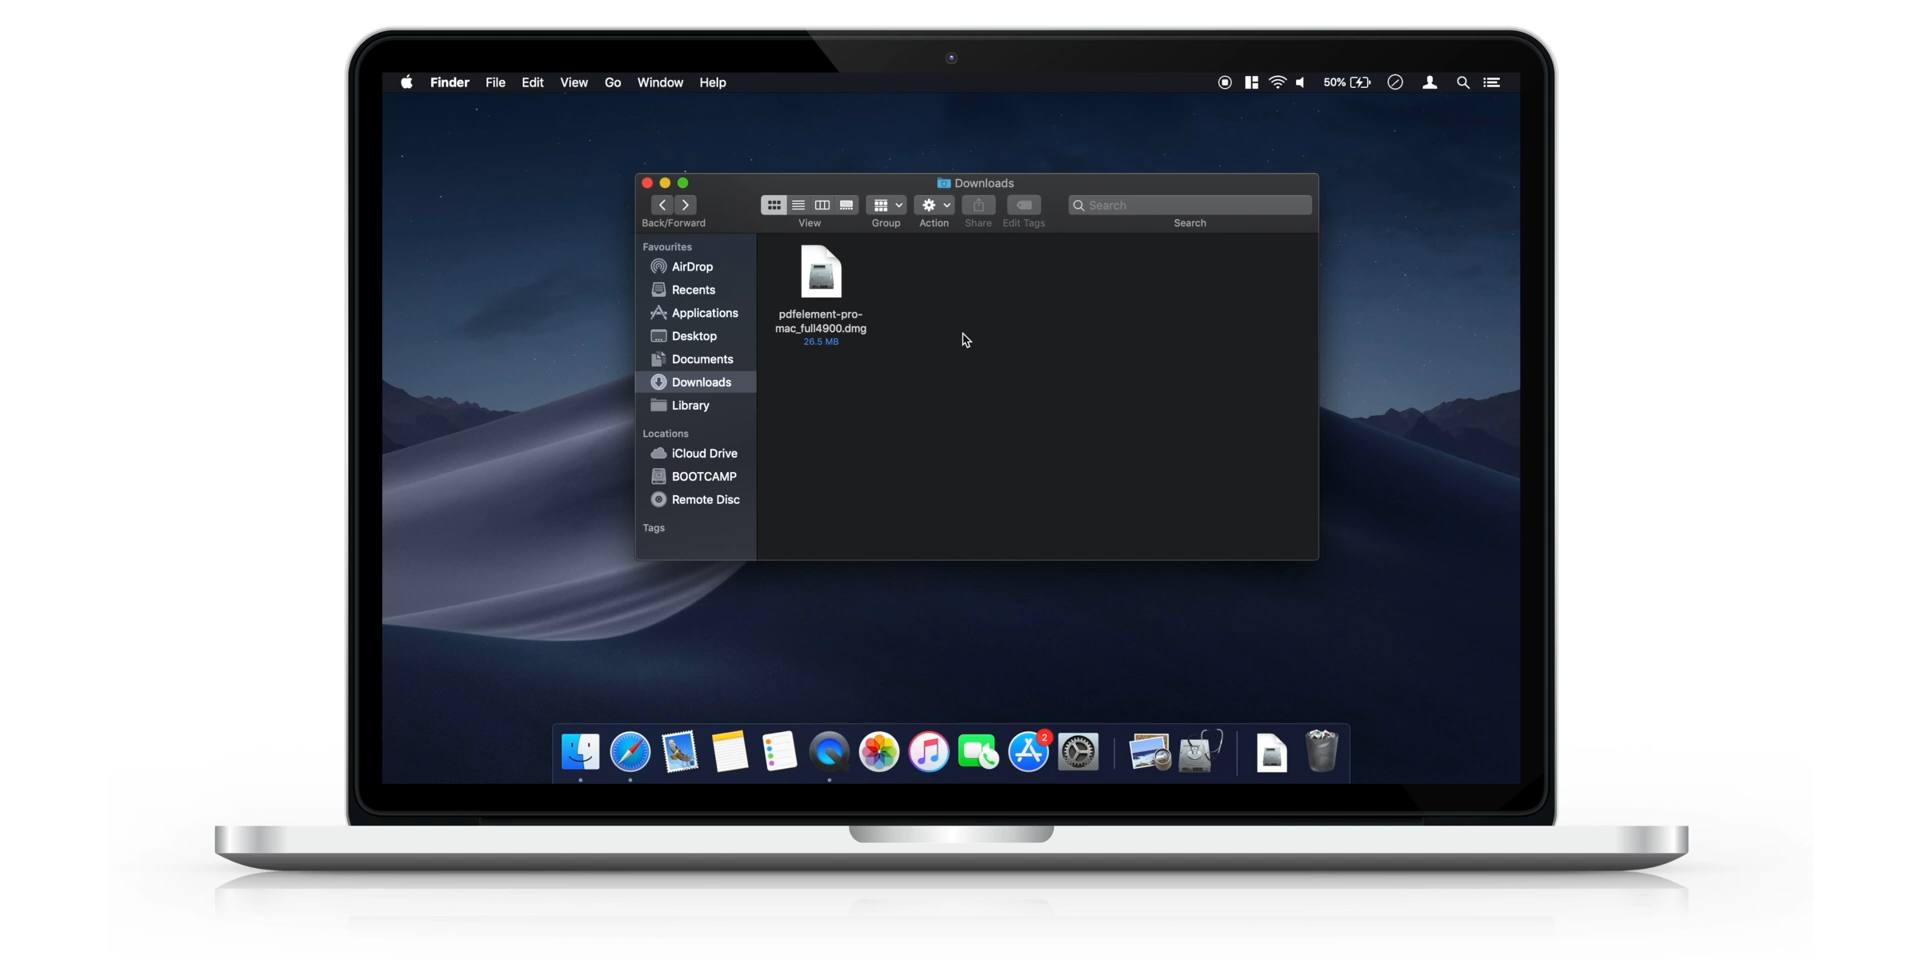 Finder File Edit View Go Window Help 50%
Downloads
Search
Back/Forward View Group Action Share Edit Tags Search
Favourites
AirDrop
Recents
Applications
Desktop
Documents
Downloads
Library
Locations
iCloud Drive
BOOTCAMP
Remote Disc
Tags
pdfelement-pro-
mac_full4900.dmg
26.5 MB
2